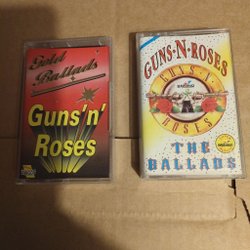 Gold
Ballads
Guns'n'
Roses
GUNS-N-ROSES
GUNS N
ROSES
THE
BALLADS